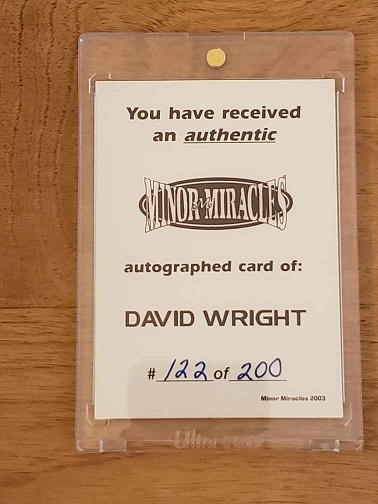 You have received
an authentic
MINOR MIRACLES
autographed card of:
DAVID WRIGHT
# 122 of 200
Minor Miracles 2003